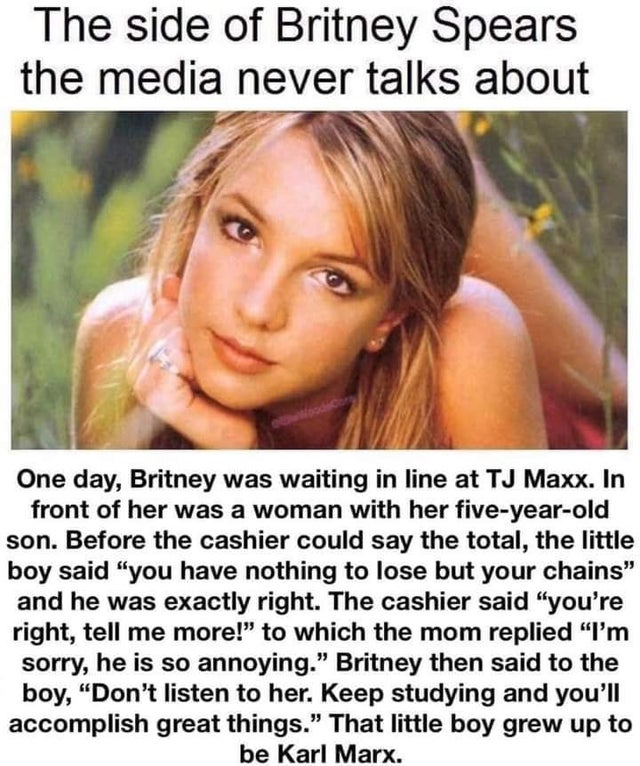 The side of Britney Spears
the media never talks about
One day, Britney was waiting in line at TJ Maxx. In
front of her was a woman with her five-year-old
son. Before the cashier could say the total, the little
boy said “you have nothing to lose but your chains”
and he was exactly right. The cashier said “you’re
right, tell me more!” to which the mom replied “I’m
sorry, he is so annoying.” Britney then said to the
boy, “Don’t listen to her. Keep studying and you’ll
accomplish great things.” That little boy grew up to
be Karl Marx.